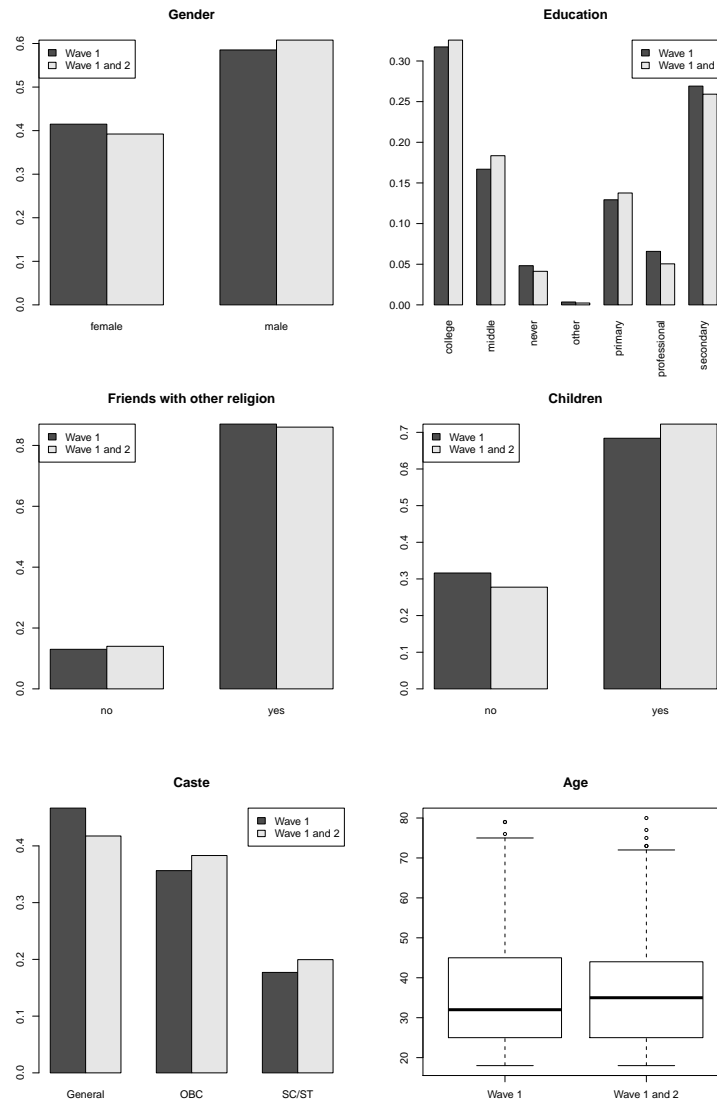 Gender
Wave 1
Wave 1 and 2
0.0
0.1
0.2
0.3
0.4
0.5
0.6
female
male
Education
Wave 1
Wave 1 and
0.00
0.05
0.10
0.15
0.20
0.25
0.30
college
middle
never
other
primary
professional
secondary
Friends with other religion
Wave 1
Wave 1 and 2
0.0
0.2
0.4
0.6
0.8
no
yes
Children
Wave 1
Wave 1 and 2
0.0
0.1
0.2
0.3
0.4
0.5
0.6
0.7
no
yes
Caste
Wave 1
Wave 1 and 2
0.0
0.1
0.2
0.3
0.4
General
OBC
SC/ST
Age
20
30
40
50
60
70
80
Wave 1
Wave 1 and 2